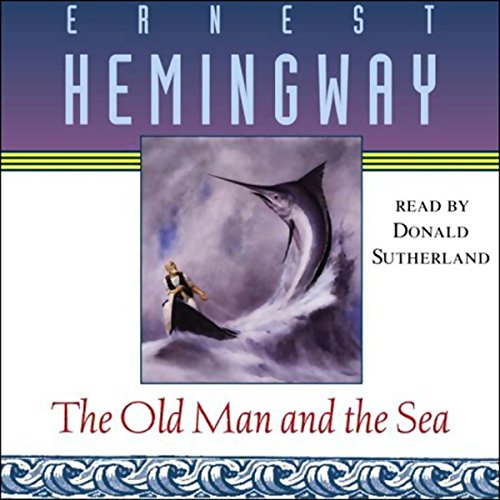 ERNEST
HEMINGWAY
READ BY
DONALD
SUTHERLAND
The Old Man and the Sea